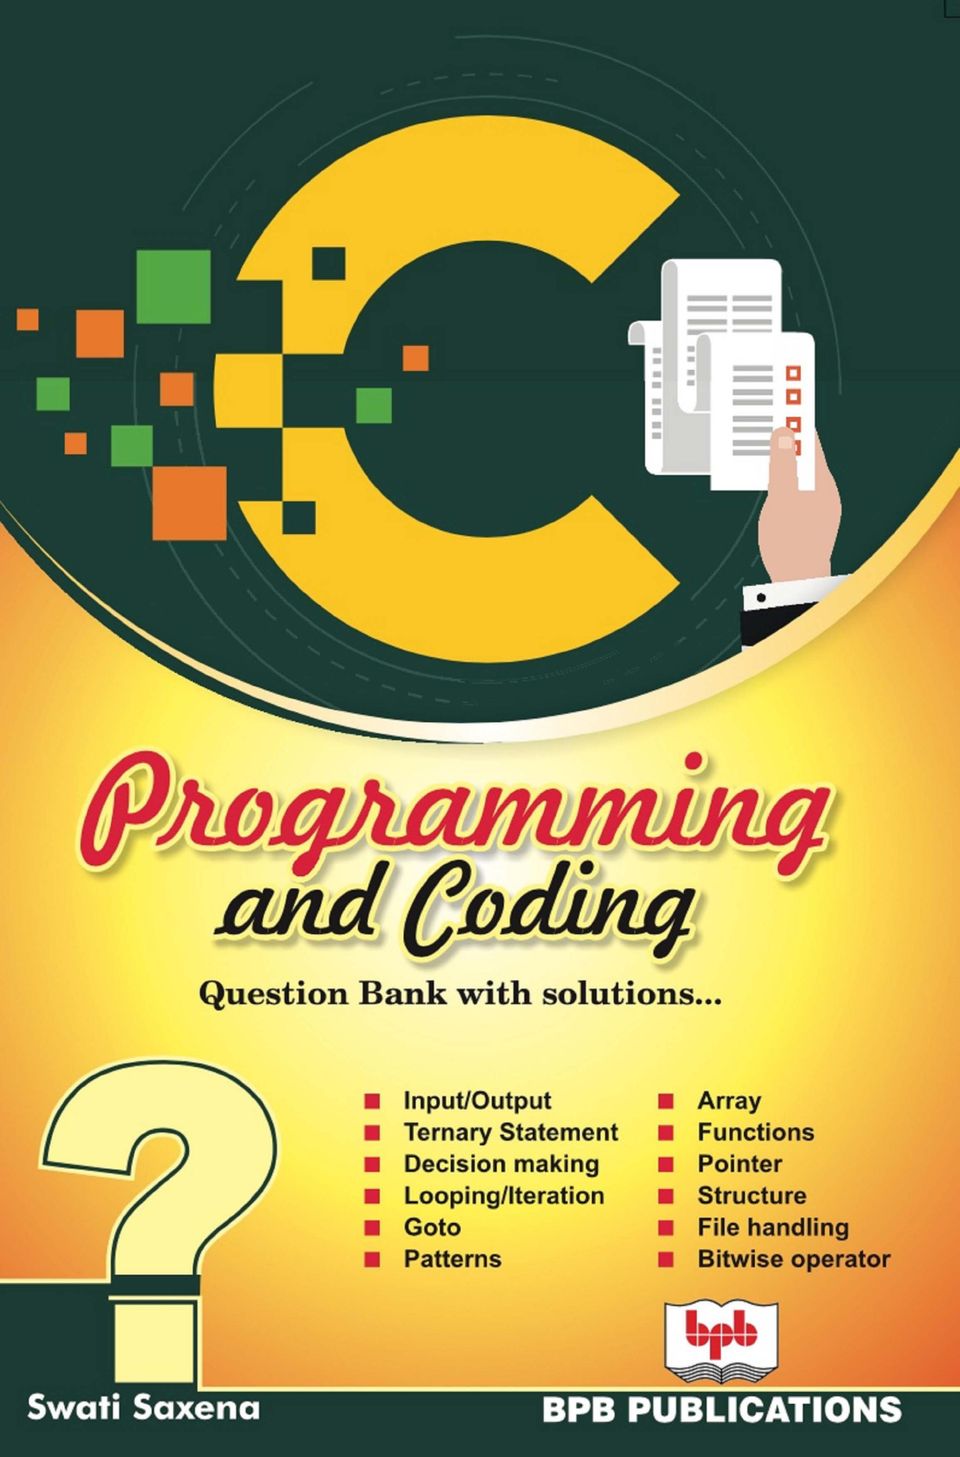 C
Programming
and Coding
Question Bank with solutions...
?
Input/Output
Ternary Statement
Decision making
Looping/Iteration
Goto
Patterns
Array
Functions
Pointer
Structure
File handling
Bitwise operator
bpb
Swati Saxena
BPB PUBLICATIONS